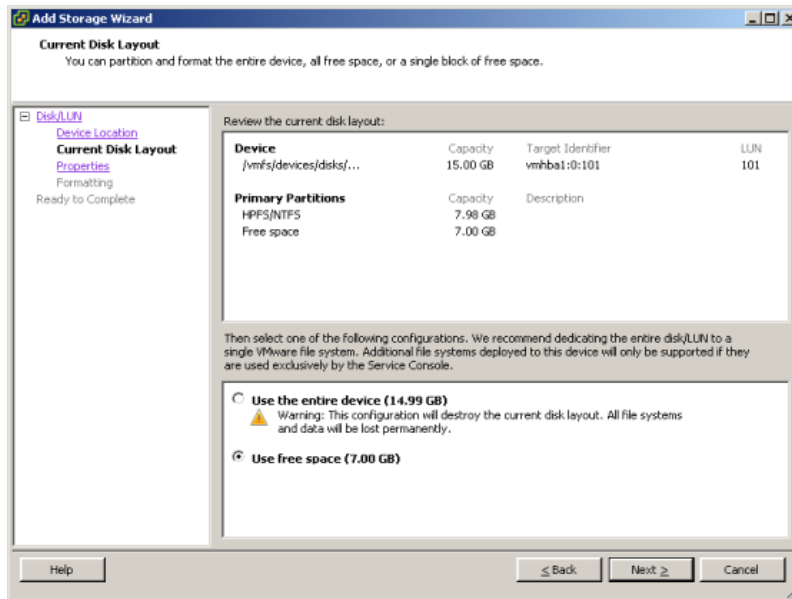 Add Storage Wizard
Current Disk Layout
You can partition and format the entire device, all free space, or a single block of free space.
Disk/LUN
Device Location
Current Disk Layout
Properties
Formatting
Ready to Complete
Review the current disk layout:
Device Capacity Target Identifier LUN
/vmfs/devices/disks/... 15.00 GB vmhba1:0:101 101
Primary Partitions Capacity Description
HPFS/NTFS 7.98 GB
Free space 7.00 GB
Then select one of the following configurations. We recommend dedicating the entire disk/LUN to a
single VMware file system. Additional file systems deployed to this device will only be supported if they
are used exclusively by the Service Console.
Use the entire device (14.99 GB)
Warning: This configuration will destroy the current disk layout. All file systems
and data will be lost permanently.
Use free space (7.00 GB)
Help ≤ Back Next ≥ Cancel